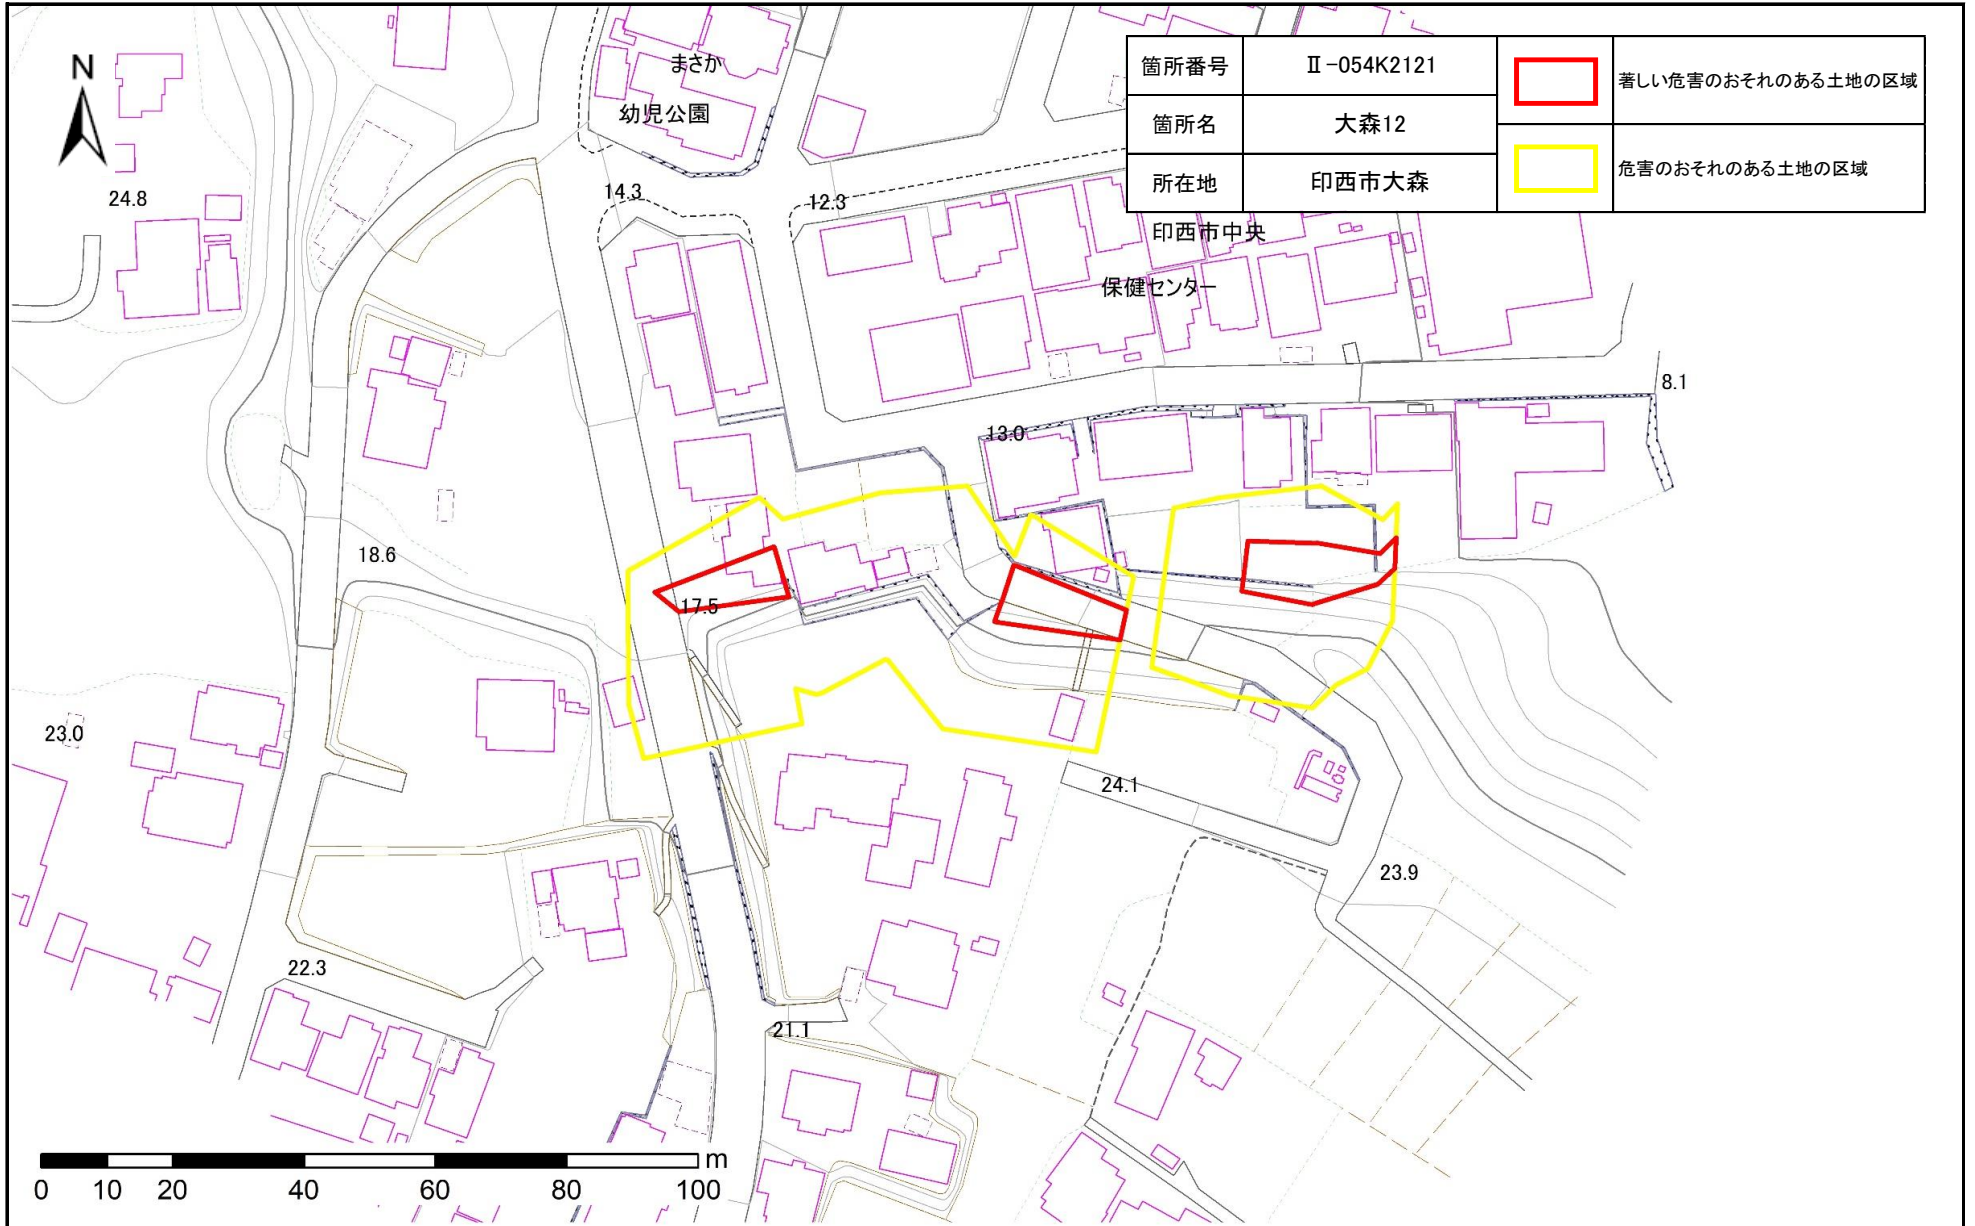 N
まさか
幼児公園
箇所番号 Ⅱ-054K2121 著しい危害のおそれのある土地の区域
箇所名 大森12
危害のおそれのある土地の区域
所在地 印西市大森
24.8
14.3
12.3
印西市中央
保健センター
8.1
13.0
18.6
17.5
23.0
24.1
23.9
22.3
21.1
m
0 10 20 40 60 80 100